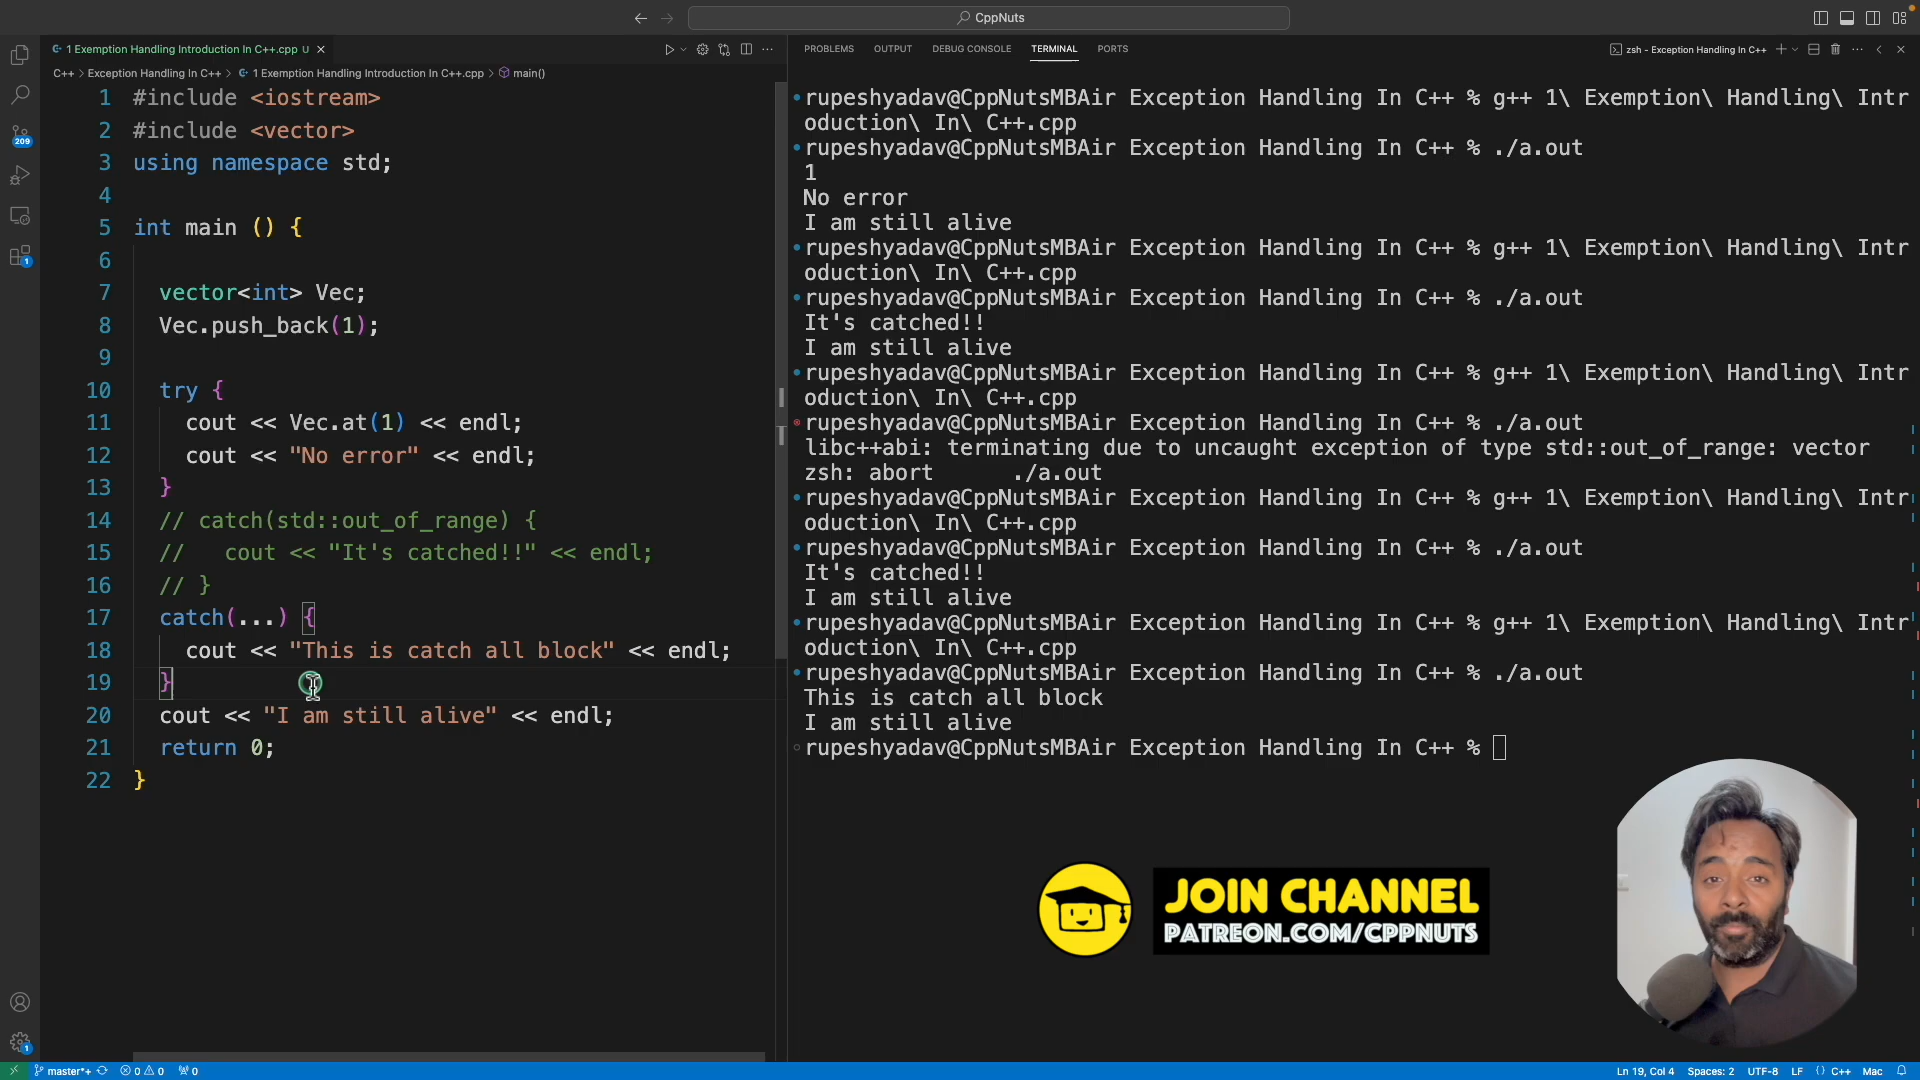 CppNuts
1 Exemption Handling Introduction In C++.cpp U
C++ > Exception Handling In C++ > 1 Exemption Handling Introduction In C++.cpp > main()
1 #include <iostream>
2 #include <vector>
3 using namespace std;
4
5 int main () {
6
7 vector<int> Vec;
8 Vec.push_back(1);
9
10 try {
11 cout << Vec.at(1) << endl;
12 cout << "No error" << endl;
13 }
14 // catch(std::out_of_range) {
15 // cout << "It's catched!!" << endl;
16 // }
17 catch(...) {
18 cout << "This is catch all block" << endl;
19 }
20 cout << "I am still alive" << endl;
21 return 0;
22 }
PROBLEMS OUTPUT DEBUG CONSOLE TERMINAL PORTS
zsh - Exception Handling In C++
rupeshyadav@CppNutsMBAir Exception Handling In C++ % g++ 1\ Exemption\ Handling\ Intr
oduction\ In\ C++.cpp
rupeshyadav@CppNutsMBAir Exception Handling In C++ % ./a.out
1
No error
I am still alive
rupeshyadav@CppNutsMBAir Exception Handling In C++ % g++ 1\ Exemption\ Handling\ Intr
oduction\ In\ C++.cpp
rupeshyadav@CppNutsMBAir Exception Handling In C++ % ./a.out
It's catched!!
I am still alive
rupeshyadav@CppNutsMBAir Exception Handling In C++ % g++ 1\ Exemption\ Handling\ Intr
oduction\ In\ C++.cpp
rupeshyadav@CppNutsMBAir Exception Handling In C++ % ./a.out
libc++abi: terminating due to uncaught exception of type std::out_of_range: vector
zsh: abort ./a.out
rupeshyadav@CppNutsMBAir Exception Handling In C++ % g++ 1\ Exemption\ Handling\ Intr
oduction\ In\ C++.cpp
rupeshyadav@CppNutsMBAir Exception Handling In C++ % ./a.out
It's catched!!
I am still alive
rupeshyadav@CppNutsMBAir Exception Handling In C++ % g++ 1\ Exemption\ Handling\ Intr
oduction\ In\ C++.cpp
rupeshyadav@CppNutsMBAir Exception Handling In C++ % ./a.out
This is catch all block
I am still alive
rupeshyadav@CppNutsMBAir Exception Handling In C++ %
JOIN CHANNEL
PATREON.COM/CPPNUTS
209
1
1
master*+ 0 0 0
Ln 19, Col 4 Spaces: 2 UTF-8 LF {} C++ Mac